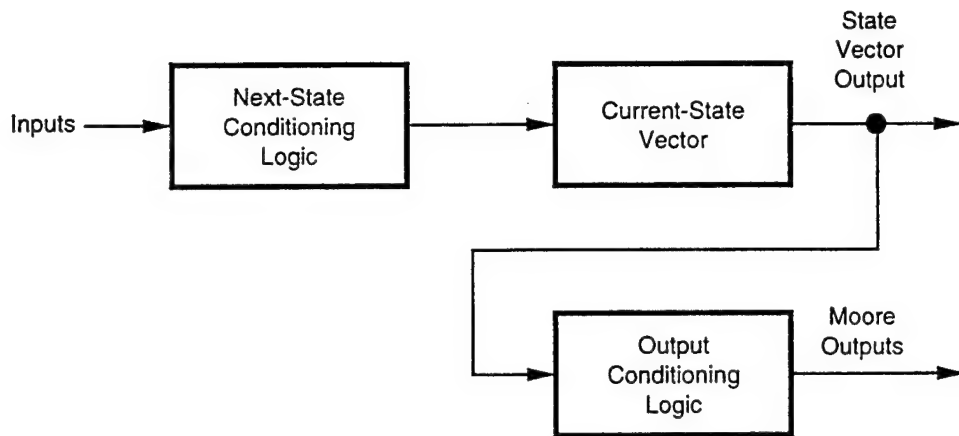 State
Vector
Output
Inputs
Next-State
Conditioning
Logic
Current-State
Vector
Output
Conditioning
Logic
Moore
Outputs